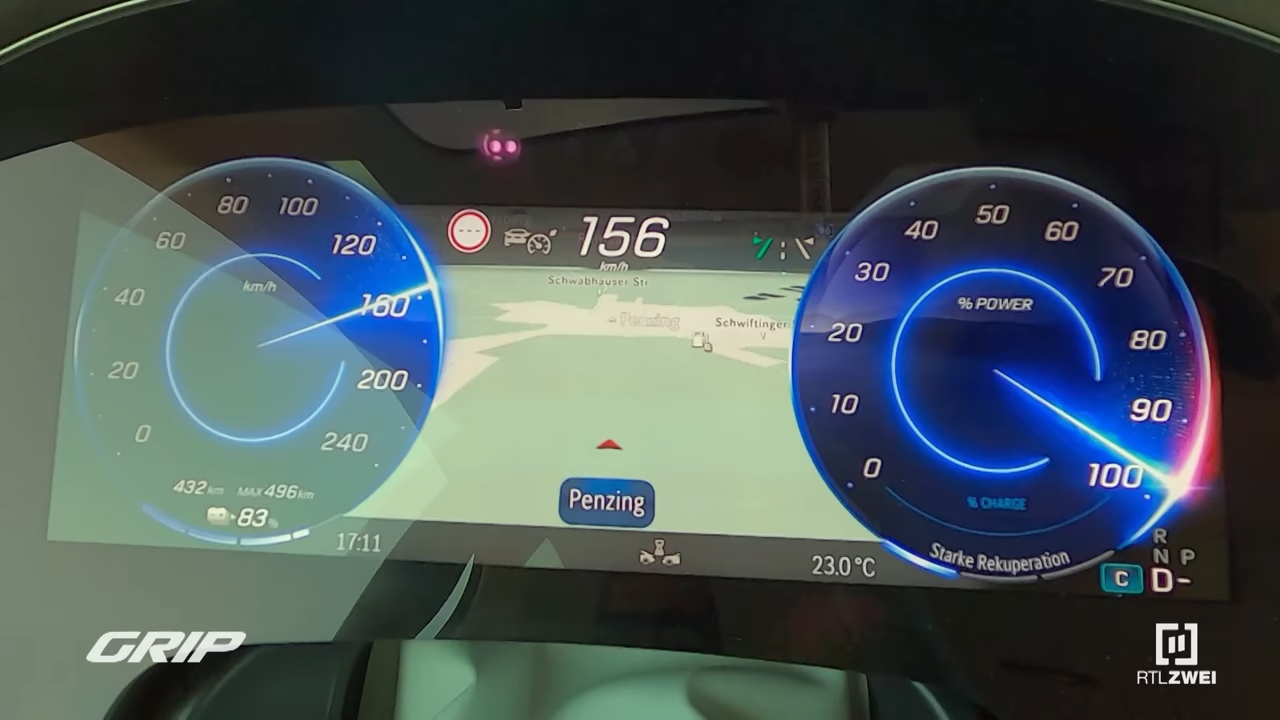 80 100
60 120
40 km/h 160
20 200
0 240
432 km MAX 496 km
83 %
17:11
156
km/h
Schwabhauser Str
Penzing
Schwiftinger
Penzing
23.0 °C
50
40 60
30 70
% POWER
20 80
10 90
0 100
% CHARGE
Starke Rekuperation
R
N P
C D-
GRIP
RTLZWEI